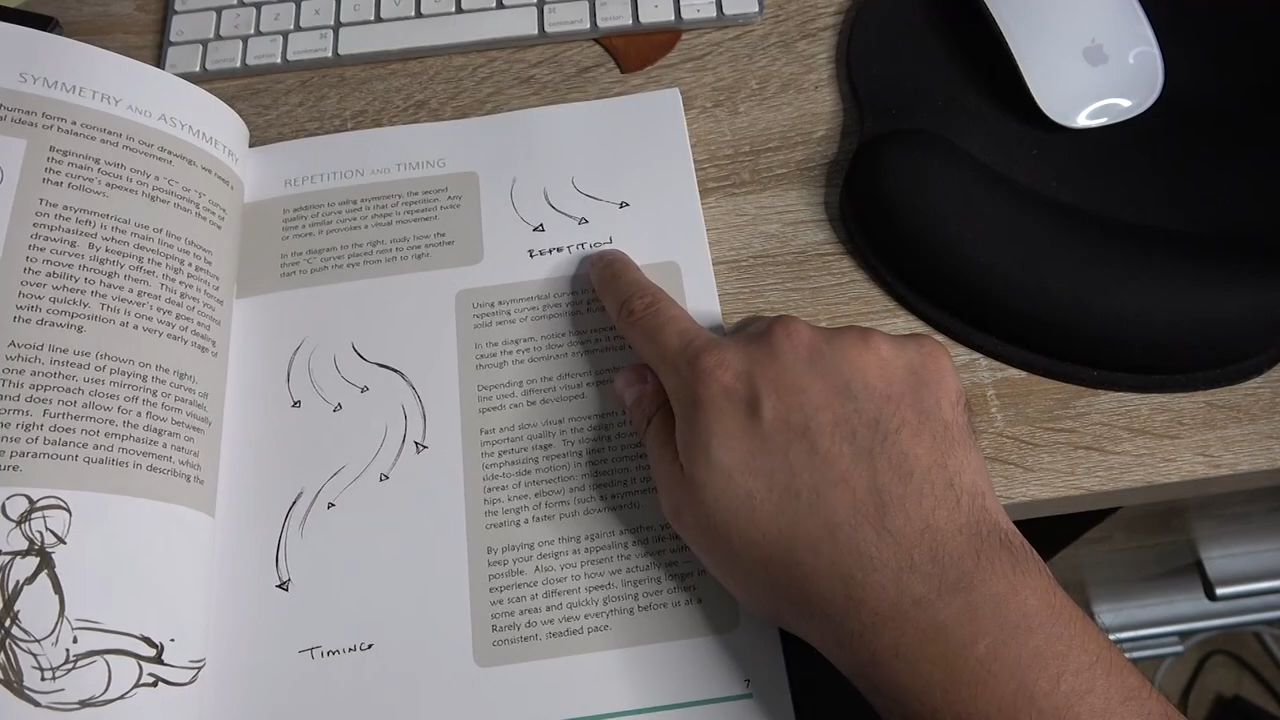 SYMMETRY AND ASYMMETRY
human form a constant in our drawings, we need
al ideas of balance and movement.
Beginning with only a "C" or "S" curve,
the main focus is on positioning one of
the curve's apexes higher than the one
that follows.
The asymmetrical use of line (shown
on the left) is the main line use to be
emphasized when developing a gesture
drawing. By keeping the high points of
the curves slightly offset, the eye is forced
to move through them. This gives you
the ability to have a great deal of control
over where the viewer's eye goes and
how quickly. This is one way of dealing
with composition at a very early stage of
the drawing.
Avoid line use (shown on the right),
which, instead of playing the curves off
one another, uses mirroring or parallels.
This approach closes off the form visually
and does not allow for a flow between
orms. Furthermore, the diagram on
he right does not emphasize a natural
ense of balance and movement, which
e paramount qualities in describing the
ure.
REPETITION AND TIMING
In addition to using asymmetry, the second
quality of curve used is that of repetition. Any
time a similar curve or shape is repeated twice
or more, it provokes a visual movement.
In the diagram to the right, study how the
three "C" curves placed next to one another
start to push the eye from left to right.
REPETITION
TIMING
Using asymmetrical curves in
repeating curves gives your
solid sense of composition,
In the diagram, notice how
cause the eye to slow down as it
through the dominant asymmetrical
Depending on the different
line used, different visual
speeds can be developed.
Fast and slow visual movements
important quality in the design of
the gesture stage. Try slowing down
(emphasizing repeating lines to
side-to-side motion) in more
(areas of intersection: midsection,
hips, knee, elbow) and speeding it up
the length of forms (such as
creating a faster push downwards).
By playing one thing against another,
keep your designs as appealing and
possible. Also, you present the viewer with
experience closer to how we actually see —
we scan at different speeds, lingering longer in
some areas and quickly glossing over others.
Rarely do we view everything before us at a
consistent, steadied pace.
7
Z
X
C
V
B
N
M
control
option
command
command
option